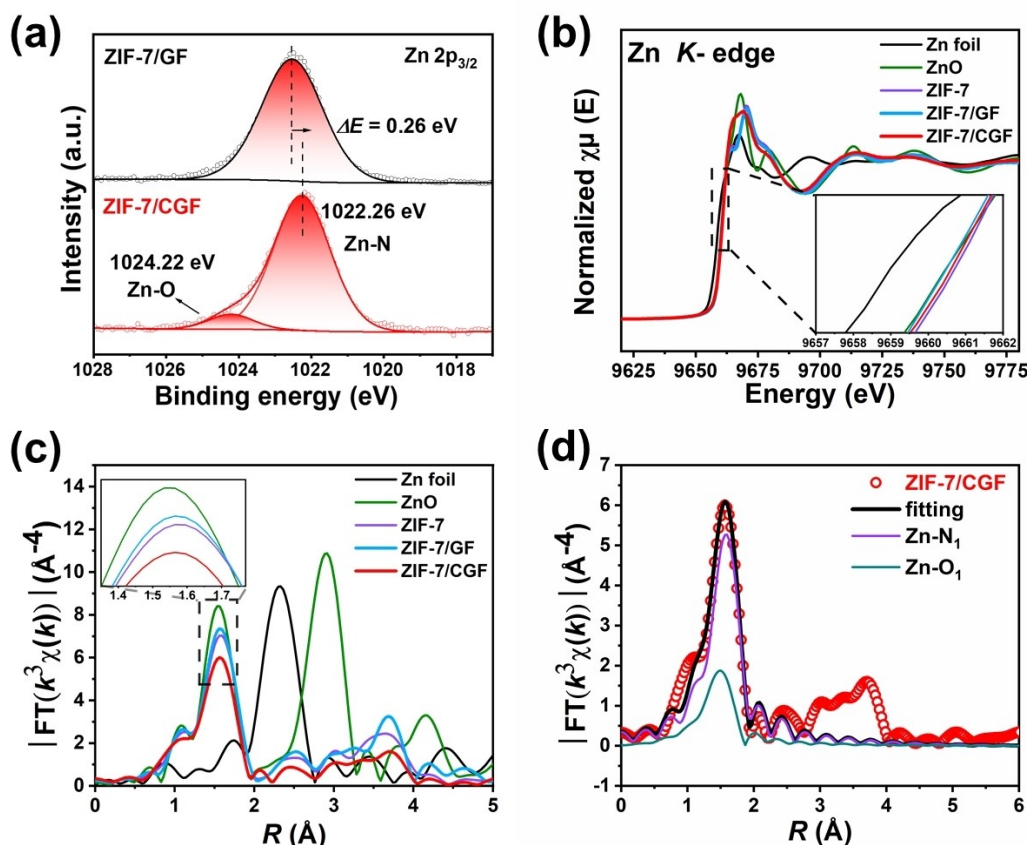 (a)
ZIF-7/GF
Zn 2p3/2
ΔE = 0.26 eV
ZIF-7/CGF
1022.26 eV
Zn-N
1024.22 eV
Zn-O
Intensity (a.u.)
1028 1026 1024 1022 1020 1018
Binding energy (eV)
(b)
Zn K- edge
Zn foil
ZnO
ZIF-7
ZIF-7/GF
ZIF-7/CGF
Normalized χμ (E)
9657 9658 9659 9660 9661 9662
9625 9650 9675 9700 9725 9750 9775
Energy (eV)
(c)
Zn foil
ZnO
ZIF-7
ZIF-7/GF
ZIF-7/CGF
1.4 1.5 1.6 1.7
|FT(k³χ(k))| (Å⁻⁴)
14
12
10
8
6
4
2
0
0 1 2 3 4 5
R (Å)
(d)
ZIF-7/CGF
fitting
Zn-N1
Zn-O1
|FT(k³χ(k))| (Å⁻⁴)
7
6
5
4
3
2
1
0
-1
0 1 2 3 4 5 6
R (Å)